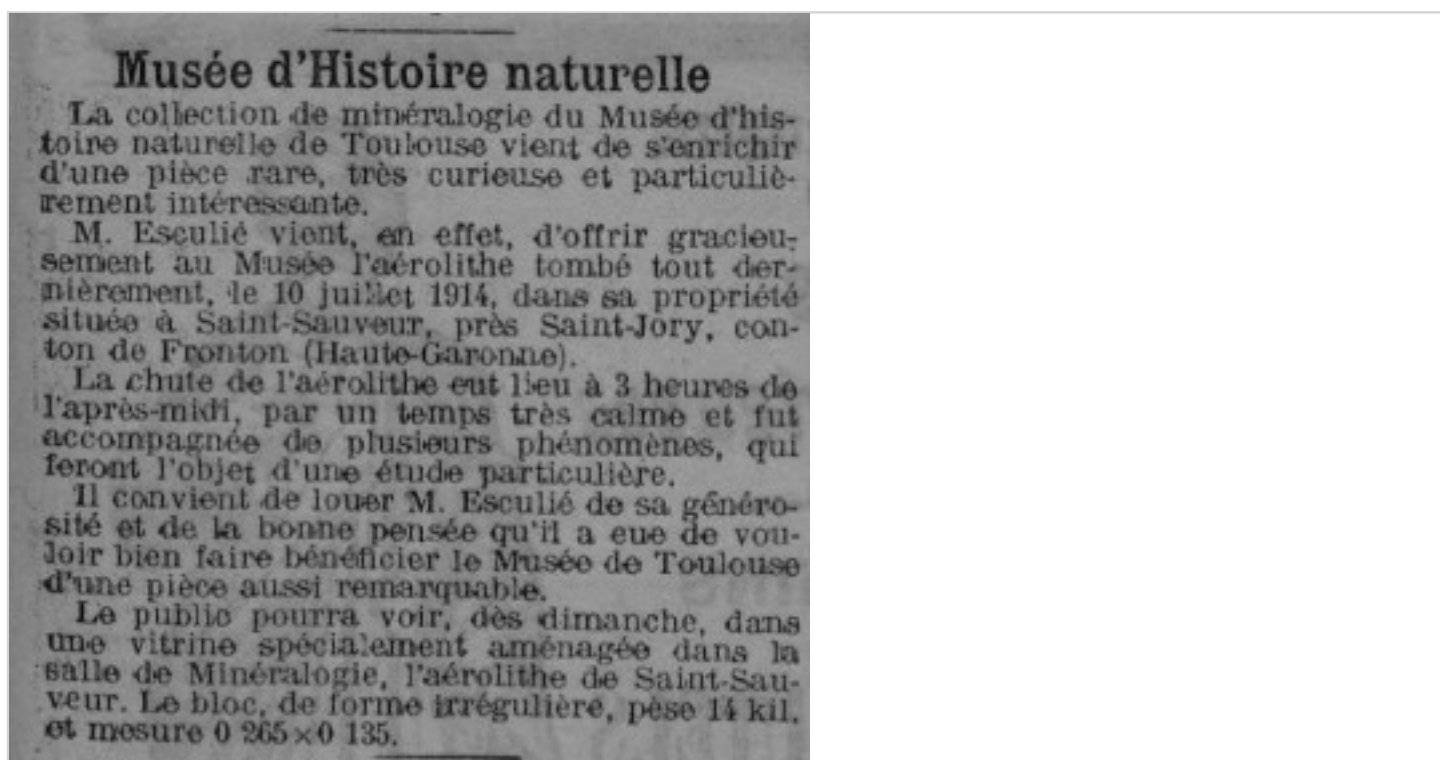 Musée d'Histoire naturelle
La collection de minéralogie du Musée d'his-
toire naturelle de Toulouse vient de s'enrichir
d'une pièce rare, très curieuse et particuliè-
rement intéressante.
M. Esculié vient, en effet, d'offrir gracieu-
sement au Musée l'aérolithe tombé tout der-
nièrement, le 10 juillet 1914, dans sa propriété
située à Saint-Sauveur, près Saint-Jory, con-
ton de Fronton (Haute-Garonne).
La chute de l'aérolithe eut lieu à 3 heures de
l'après-midi, par un temps très calme et fut
accompagnée de plusieurs phénomènes, qui
feront l'objet d'une étude particulière.
Il convient de louer M. Esculié de sa généro-
sité et de la bonne pensée qu'il a eue de vou-
loir bien faire bénéficier le Musée de Toulouse
d'une pièce aussi remarquable.
Le public pourra voir, dès dimanche, dans
une vitrine spécialement aménagée dans la
salle de Minéralogie, l'aérolithe de Saint-Sau-
veur. Le bloc, de forme irrégulière, pèse 14 kil.
et mesure 0 265×0 135.